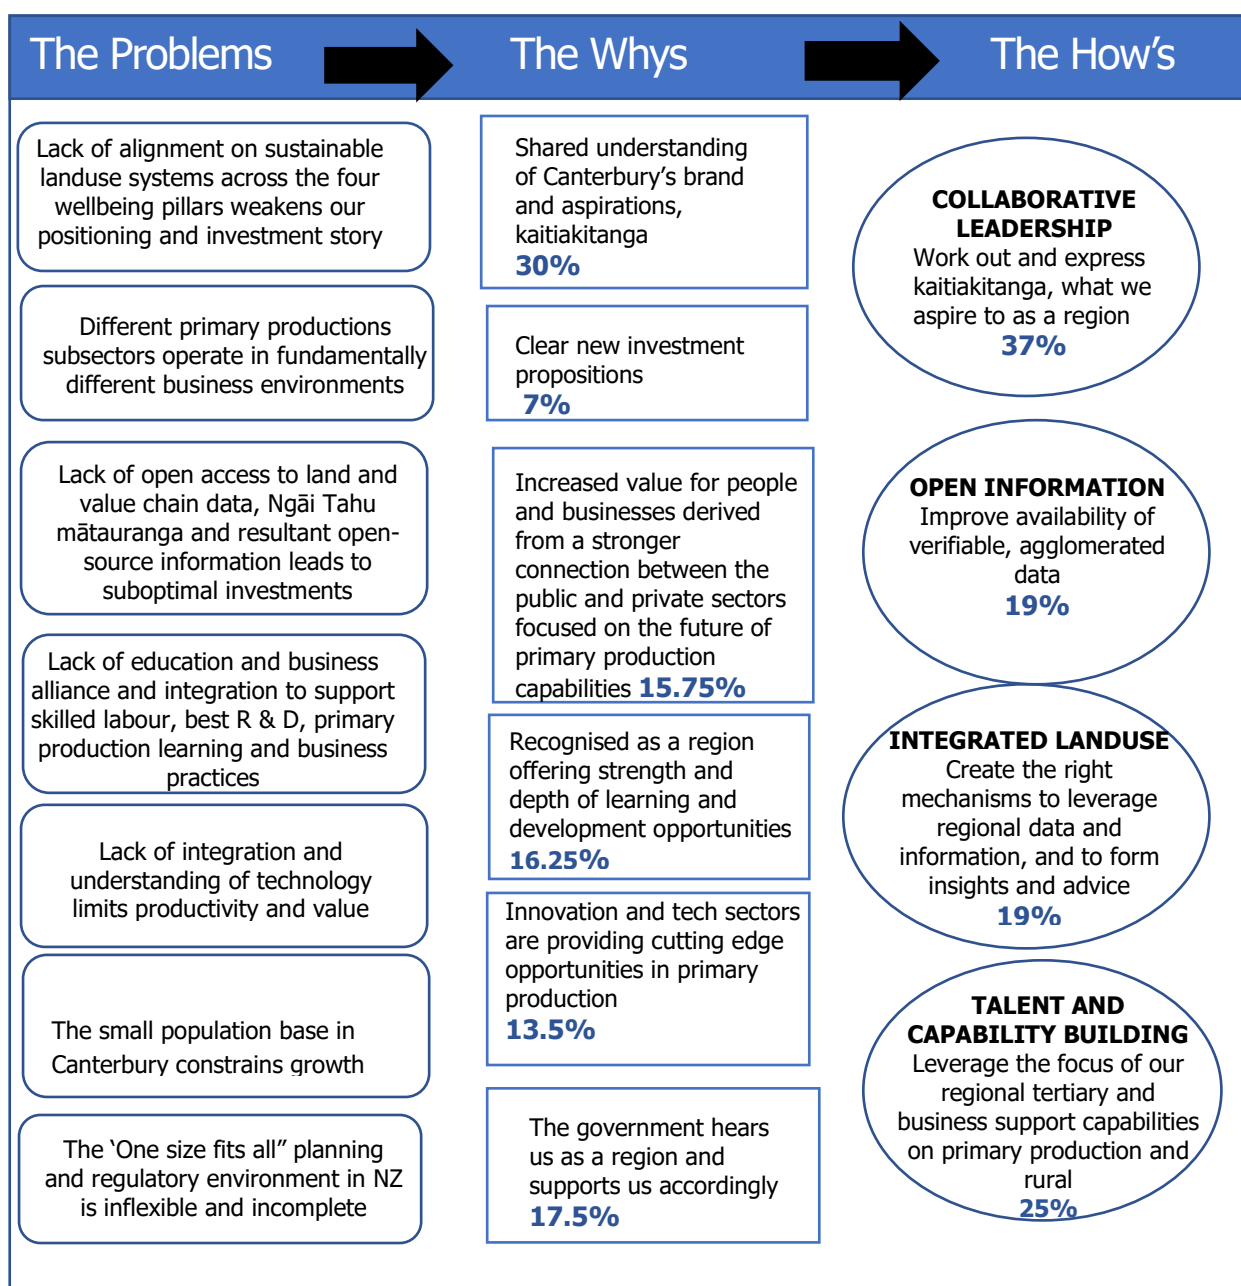 The Problems
The Whys
The How’s
Lack of alignment on sustainable
landuse systems across the four
wellbeing pillars weakens our
positioning and investment story
Different primary productions
subsectors operate in fundamentally
different business environments
Lack of open access to land and
value chain data, Ngāi Tahu
mātauranga and resultant open-
source information leads to
suboptimal investments
Lack of education and business
alliance and integration to support
skilled labour, best R & D, primary
production learning and business
practices
Lack of integration and
understanding of technology
limits productivity and value
The small population base in
Canterbury constrains growth
The ‘One size fits all” planning
and regulatory environment in NZ
is inflexible and incomplete
Shared understanding
of Canterbury’s brand
and aspirations,
kaitiakitanga
30%
Clear new investment
propositions
7%
Increased value for people
and businesses derived
from a stronger
connection between the
public and private sectors
focused on the future of
primary production
capabilities 15.75%
Recognised as a region
offering strength and
depth of learning and
development opportunities
16.25%
Innovation and tech sectors
are providing cutting edge
opportunities in primary
production
13.5%
The government hears
us as a region and
supports us accordingly
17.5%
COLLABORATIVE
LEADERSHIP
Work out and express
kaitiakitanga, what we
aspire to as a region
37%
OPEN INFORMATION
Improve availability of
verifiable, agglomerated
data
19%
INTEGRATED LANDUSE
Create the right
mechanisms to leverage
regional data and
information, and to form
insights and advice
19%
TALENT AND
CAPABILITY BUILDING
Leverage the focus of our
regional tertiary and
business support capabilities
on primary production and
rural
25%